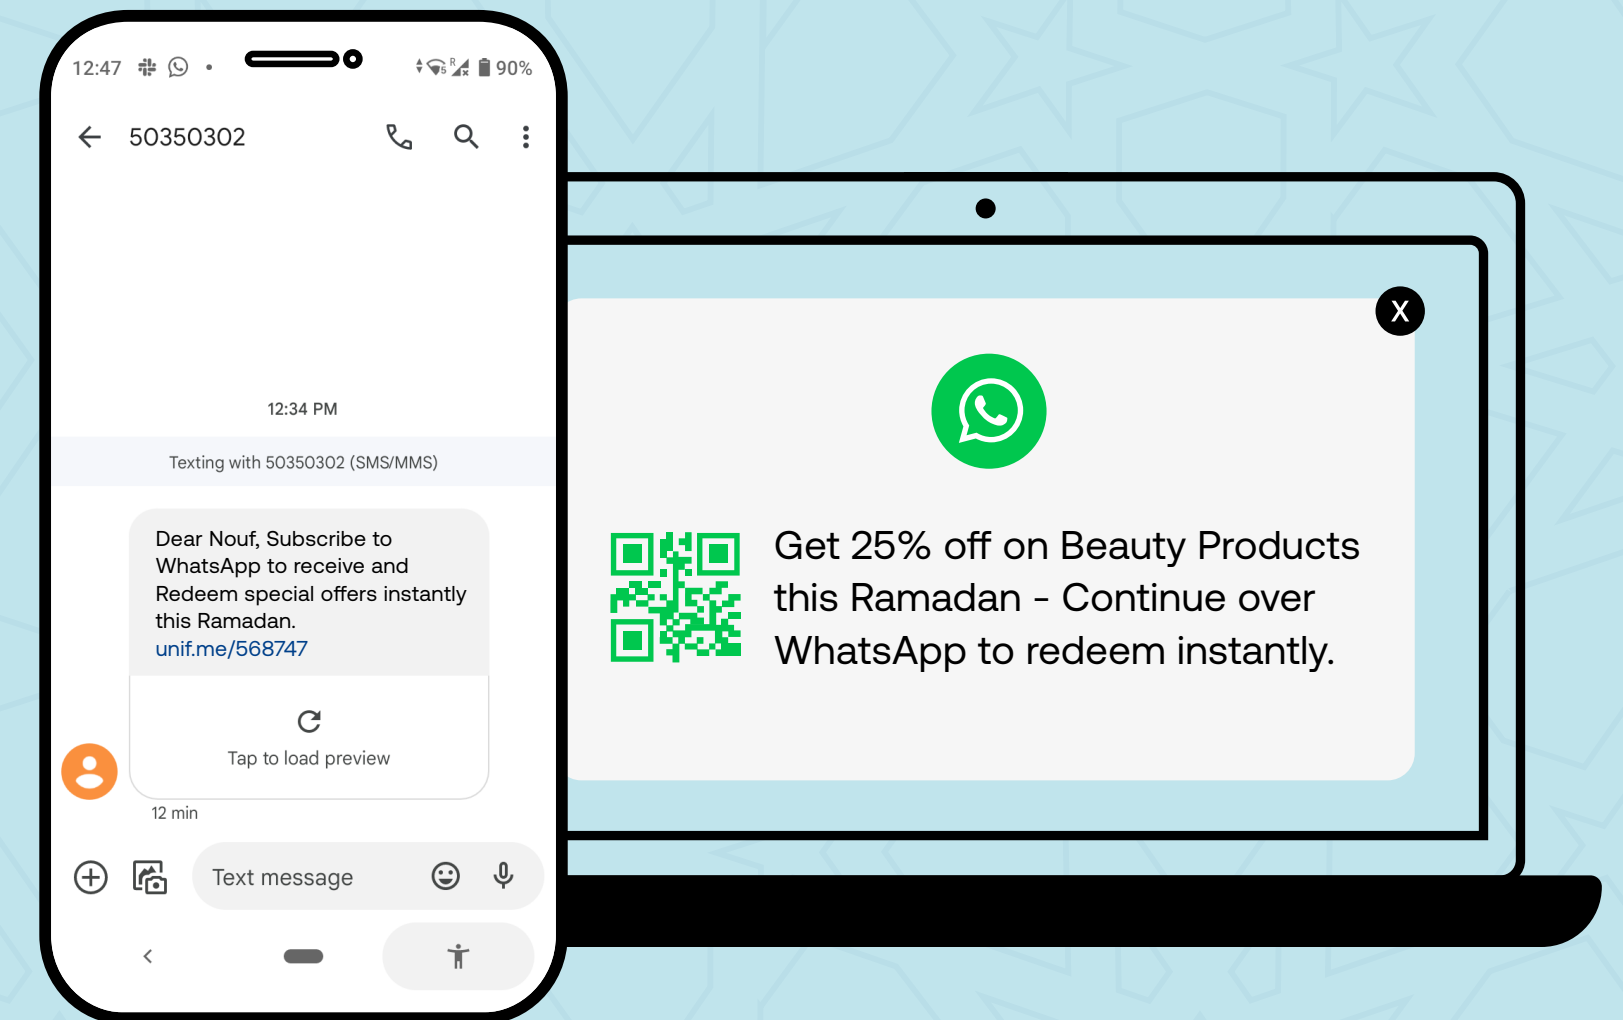 12:47
R
5
90%
50350302
12:34 PM
Texting with 50350302 (SMS/MMS)
Dear Nouf, Subscribe to
WhatsApp to receive and
Redeem special offers instantly
this Ramadan.
unif.me/568747
Tap to load preview
12 min
Text message
X
Get 25% off on Beauty Products
this Ramadan - Continue over
WhatsApp to redeem instantly.